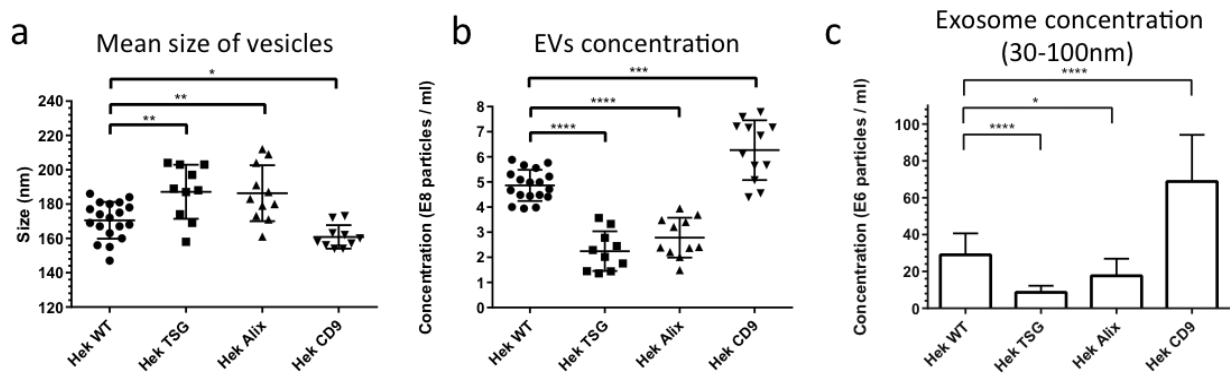 a
Mean size of vesicles
*
**
**
240
220
200
180
160
140
120
Size (nm)
Hek WT
Hek TSG
Hek Alix
Hek CD9
b
EVs concentration
***
****
****
8
7
6
5
4
3
2
1
0
Concentration (E8 particles / ml)
Hek WT
Hek TSG
Hek Alix
Hek CD9
c
Exosome concentration
(30-100nm)
****
*
****
100
80
60
40
20
0
Concentration (E6 particles / ml)
Hek WT
Hek TSG
Hek Alix
Hek CD9